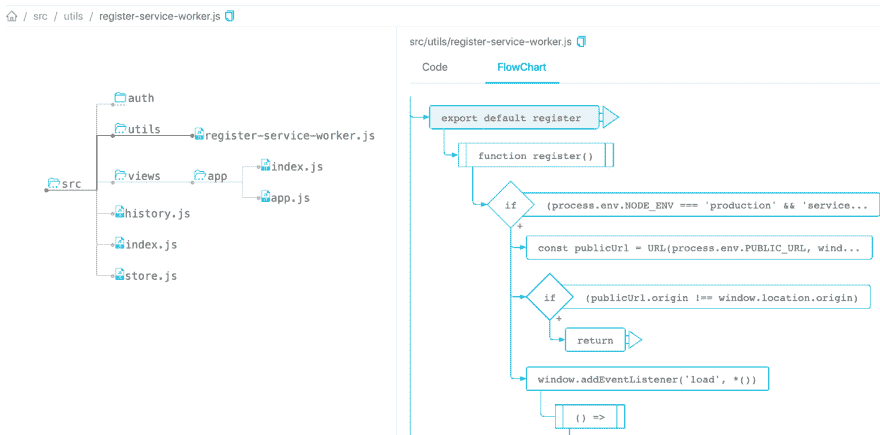 / src / utils / register-service-worker.js
src/utils/register-service-worker.js
Code
FlowChart
auth
utils
register-service-worker.js
src
views
app
index.js
app.js
history.js
index.js
store.js
export default register
function register()
if
(process.env.NODE_ENV === 'production' && 'service...
+
const publicUrl = URL(process.env.PUBLIC_URL, wind...
if
(publicUrl.origin !== window.location.origin)
+
return
window.addEventListener('load', *())
() =>